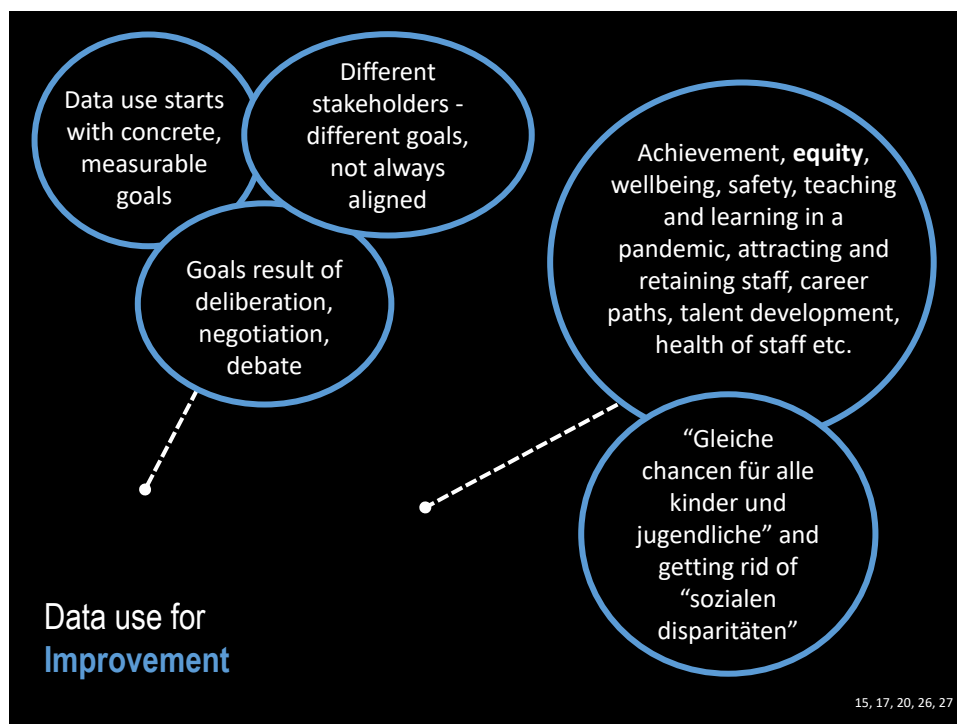 Data use starts
with concrete,
measurable
goals
Different
stakeholders -
different goals,
not always
aligned
Goals result of
deliberation,
negotiation,
debate
Achievement, equity,
wellbeing, safety, teaching
and learning in a
pandemic, attracting and
retaining staff, career
paths, talent development,
health of staff etc.
“Gleiche
chancen für alle
kinder und
jugendliche” and
getting rid of
“sozialen
disparitäten”
Data use for
Improvement
15, 17, 20, 26, 27